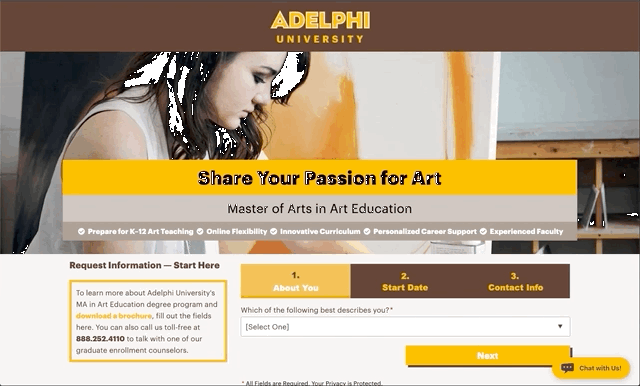 ADELPHI
UNIVERSITY
Share Your Passion for Art
Master of Arts in Art Education
Prepare for K-12 Art Teaching Online Flexibility Innovative Curriculum Personalized Career Support Experienced Faculty
Request Information — Start Here
To learn more about Adelphi University's
MA in Art Education degree program and
download a brochure, fill out the fields
here. You can also call us toll-free at
888.252.4110 to talk with one of our
graduate enrollment counselors.
1.
About You
2.
Start Date
3.
Contact Info
Which of the following best describes you?*
[Select One]
Next
* All Fields are Required. Your Privacy is Protected.
Chat with Us!